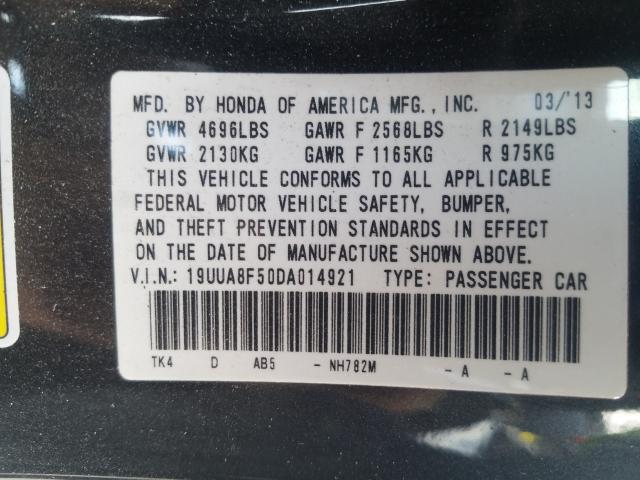 MFD. BY HONDA OF AMERICA MFG., INC. 03/'13
GVWR 4696LBS GAWR F 2568LBS R 2149LBS
GVWR 2130KG GAWR F 1165KG R 975KG
THIS VEHICLE CONFORMS TO ALL APPLICABLE
FEDERAL MOTOR VEHICLE SAFETY, BUMPER,
AND THEFT PREVENTION STANDARDS IN EFFECT
ON THE DATE OF MANUFACTURE SHOWN ABOVE.
V.I.N.: 19UUA8F50DA014921 TYPE: PASSENGER CAR
TK4 D AB5 - NH782M - A - A